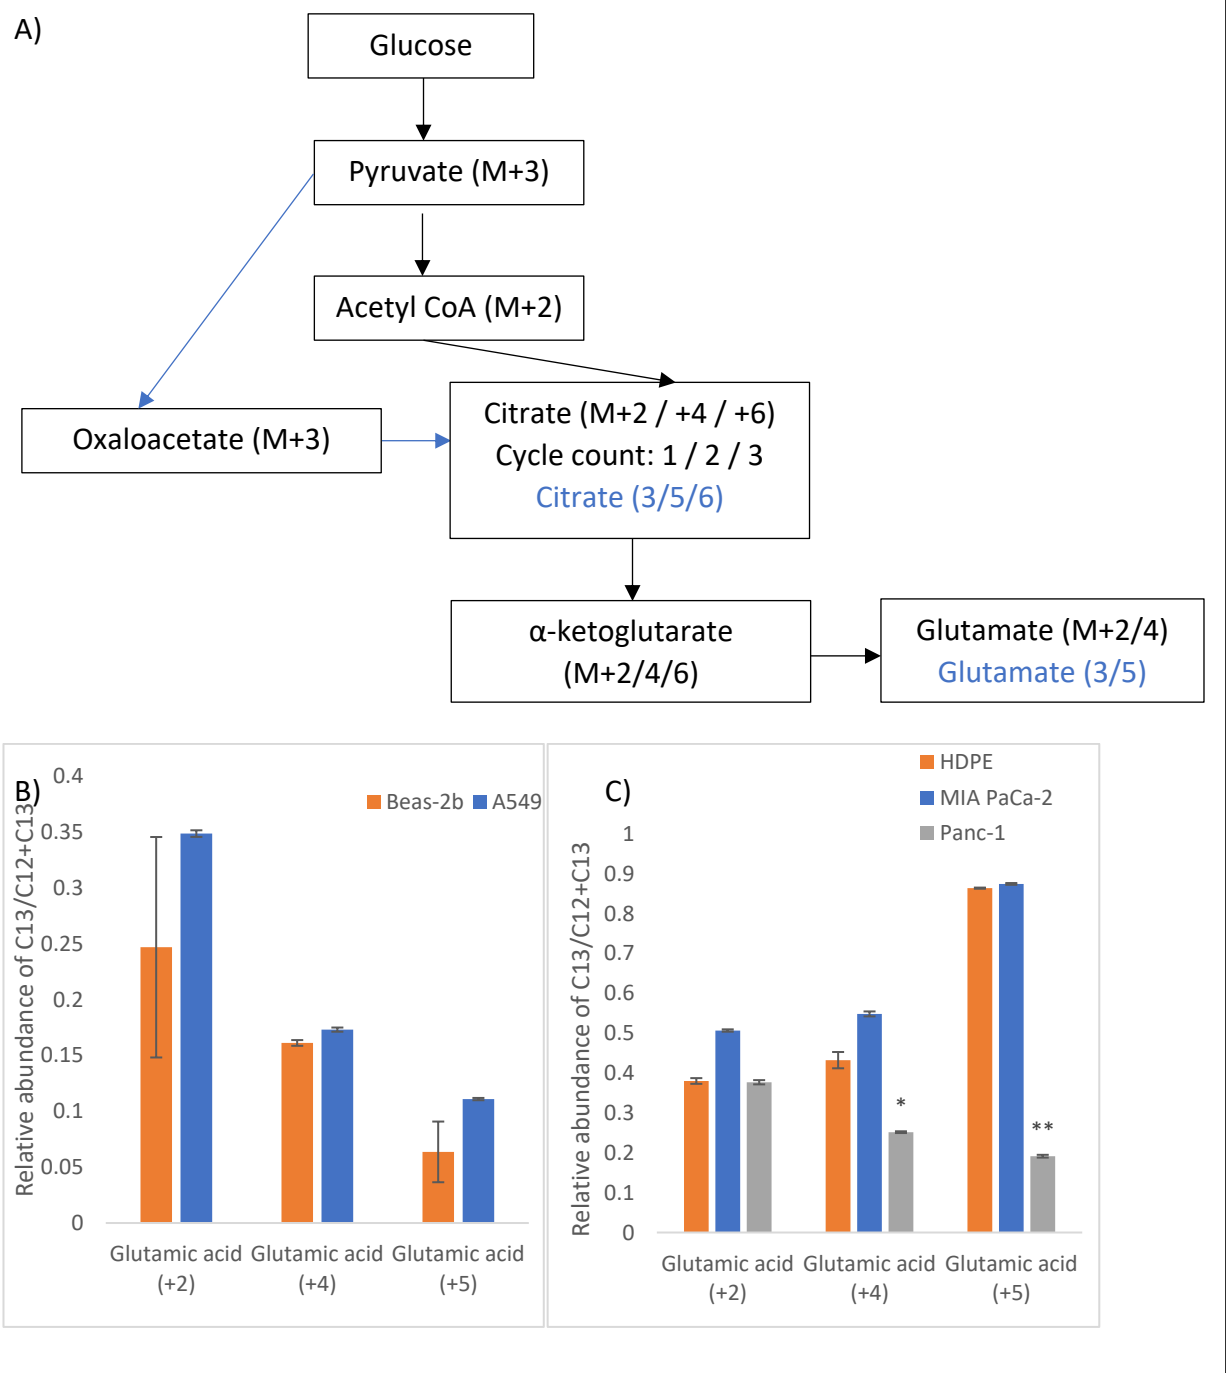 A)
Glucose
Pyruvate (M+3)
Acetyl CoA (M+2)
Oxaloacetate (M+3)
Citrate (M+2 / +4 / +6)
Cycle count: 1 / 2 / 3
Citrate (3/5/6)
α-ketoglutarate
(M+2/4/6)
Glutamate (M+2/4)
Glutamate (3/5)
B)
Relative abundance of C13/C12+C13
0.4
0.35
0.3
0.25
0.2
0.15
0.1
0.05
0
Beas-2b A549
Glutamic acid
(+2)
Glutamic acid
(+4)
Glutamic acid
(+5)
C)
HDPE
MIA PaCa-2
Panc-1
Relative abundance of C13/C12+C13
1
0.9
0.8
0.7
0.6
0.5
0.4
0.3
0.2
0.1
0
*
**
Glutamic acid
(+2)
Glutamic acid
(+4)
Glutamic acid
(+5)